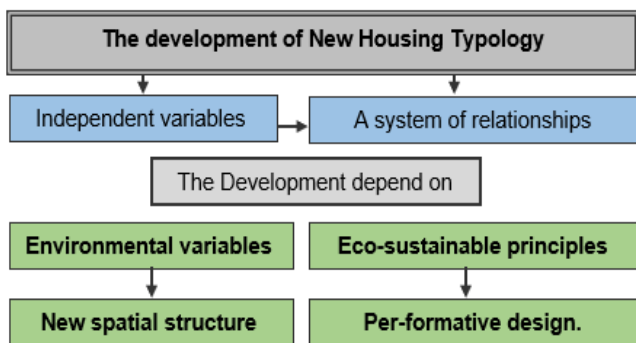 The development of New Housing Typology
Independent variables
A system of relationships
The Development depend on
Environmental variables
Eco-sustainable principles
New spatial structure
Per-formative design.